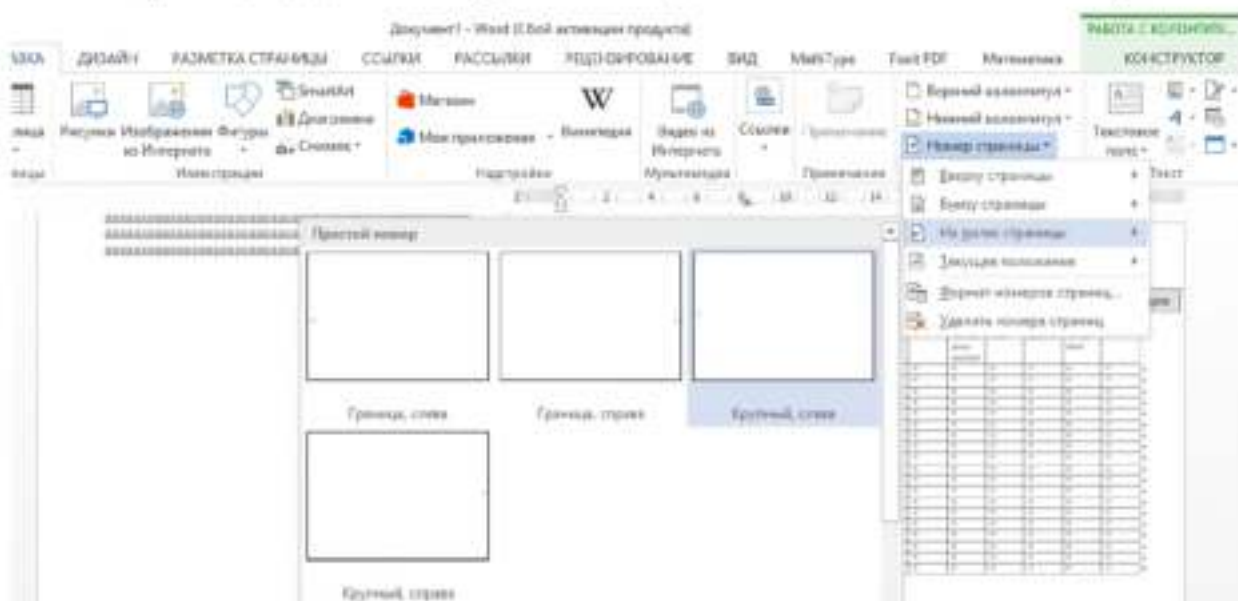 Документ1 - Word (Сбой активации продукта)
РАБОТА С КОЛОНТИТУ...
ДИЗАЙН РАЗМЕТКА СТРАНИЦЫ ССЫЛКИ РАССЫЛКИ РЕЦЕНЗИРОВАНИЕ ВИД MathType Foxit PDF Математика КОНСТРУКТОР
Рисунки Изображения из Интернета Фигуры
SmartArt
Диаграмма
Снимок
Иллюстрации
Магазин
Мои приложения
Википедия
Надстройки
Видео из Интернета
Мультимедиа
Ссылки
Примечание
Примечания
Верхний колонтитул
Нижний колонтитул
Номер страницы
Текстовое поле
Текст
Вверху страницы
Внизу страницы
На полях страницы
Текущее положение
Формат номеров страниц...
Удалить номера страниц
Простой номер
Граница, слева Граница, справа Крупный, слева
Крупный, справа